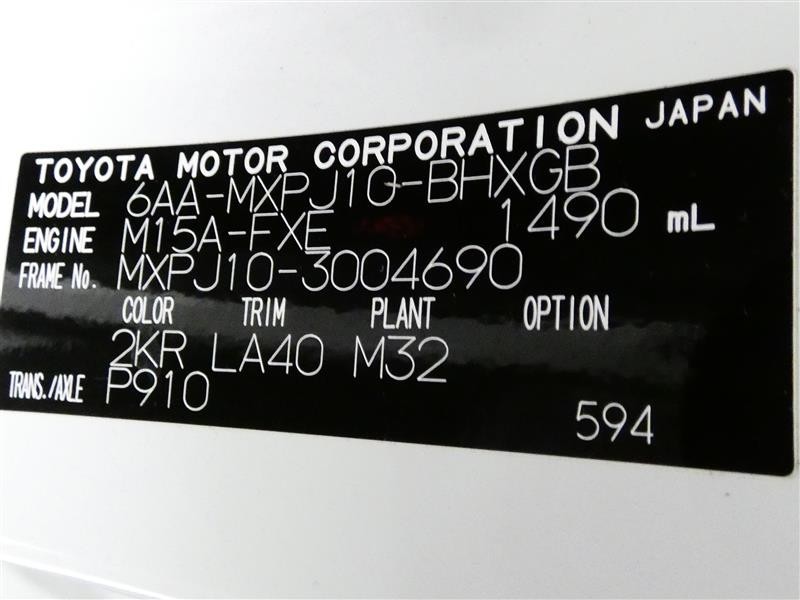 TOYOTA MOTOR CORPORATION JAPAN
MODEL 6AA-MXPJ10-BHXGB
ENGINE M15A-FXE 1490 mL
FRAME No. MXPJ10-3004690
COLOR TRIM PLANT OPTION
2KR LA40 M32
TRANS./AXLE P910
594